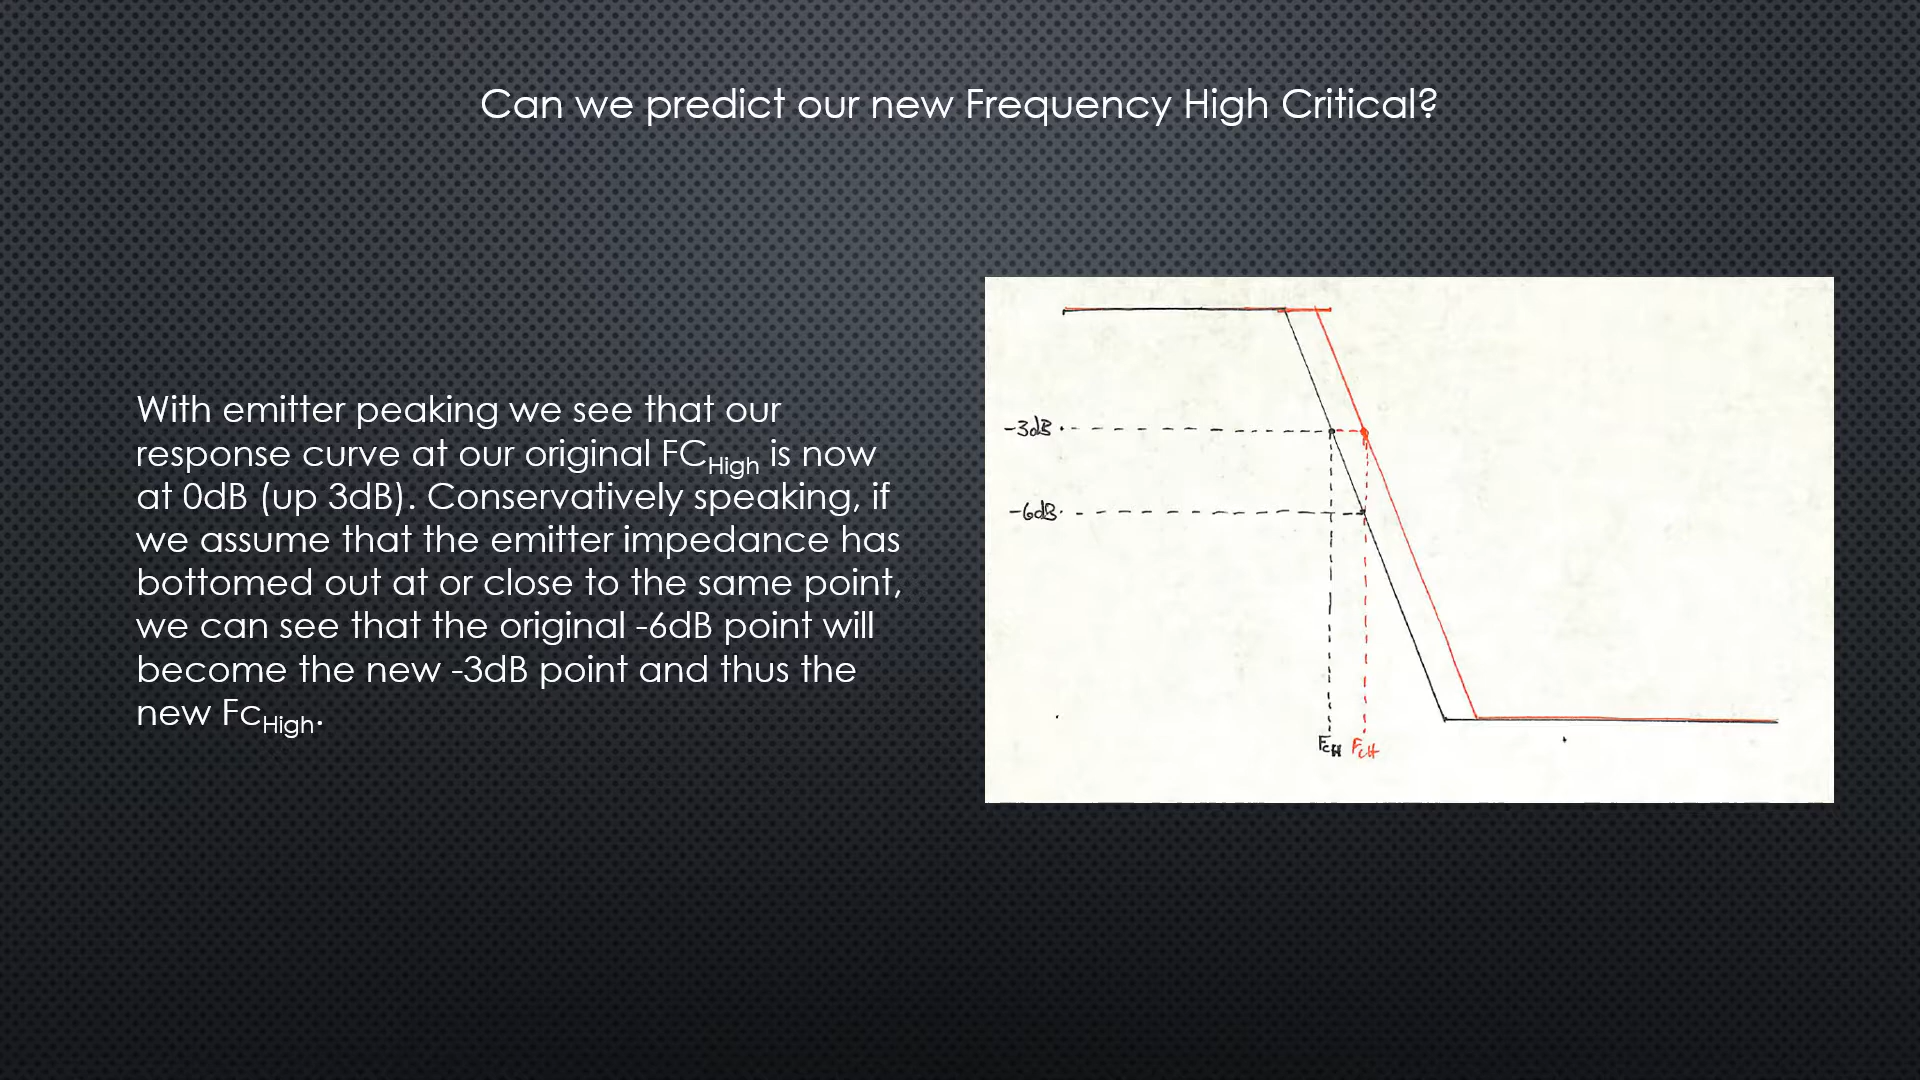 Can we predict our new Frequency High Critical?
With emitter peaking we see that our
response curve at our original FCHigh is now
at 0dB (up 3dB). Conservatively speaking, if
we assume that the emitter impedance has
bottomed out at or close to the same point,
we can see that the original -6dB point will
become the new -3dB point and thus the
new FcHigh.
-3dB
-6dB
FcH FcH